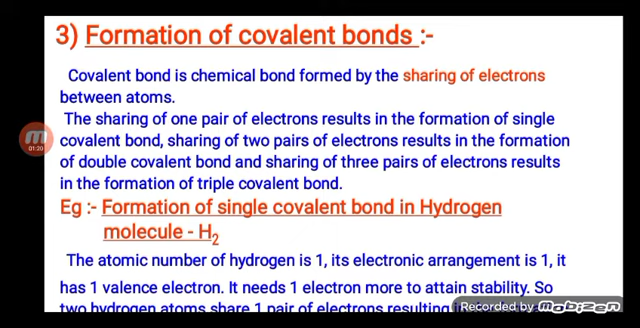 3) Formation of covalent bonds :-
Covalent bond is chemical bond formed by the sharing of electrons
between atoms.
The sharing of one pair of electrons results in the formation of single
covalent bond, sharing of two pairs of electrons results in the formation
of double covalent bond and sharing of three pairs of electrons results
in the formation of triple covalent bond.
Eg :- Formation of single covalent bond in Hydrogen
molecule - H₂
The atomic number of hydrogen is 1, its electronic arrangement is 1, it
has 1 valence electron. It needs 1 electron more to attain stability. So
two hydrogen atoms share 1 pair of electrons resulting
m
01:20
Recorded by mobizen